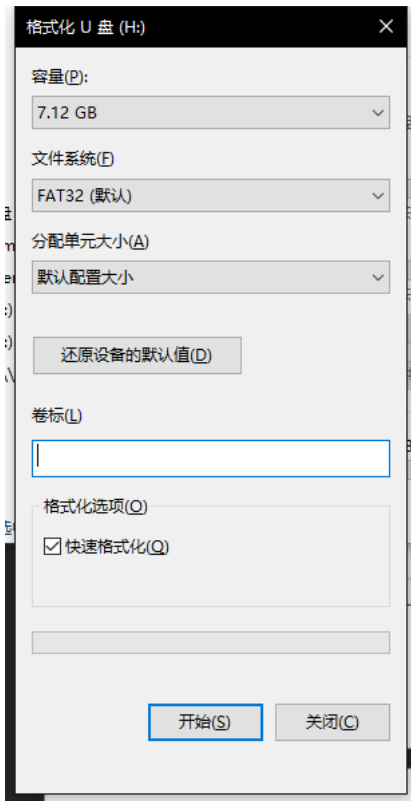 格式化 U 盘 (H:)
容量(P):
7.12 GB
文件系统(F)
FAT32 (默认)
分配单元大小(A)
默认配置大小
还原设备的默认值(D)
卷标(L)
格式化选项(O)
快速格式化(Q)
开始(S)
关闭(C)